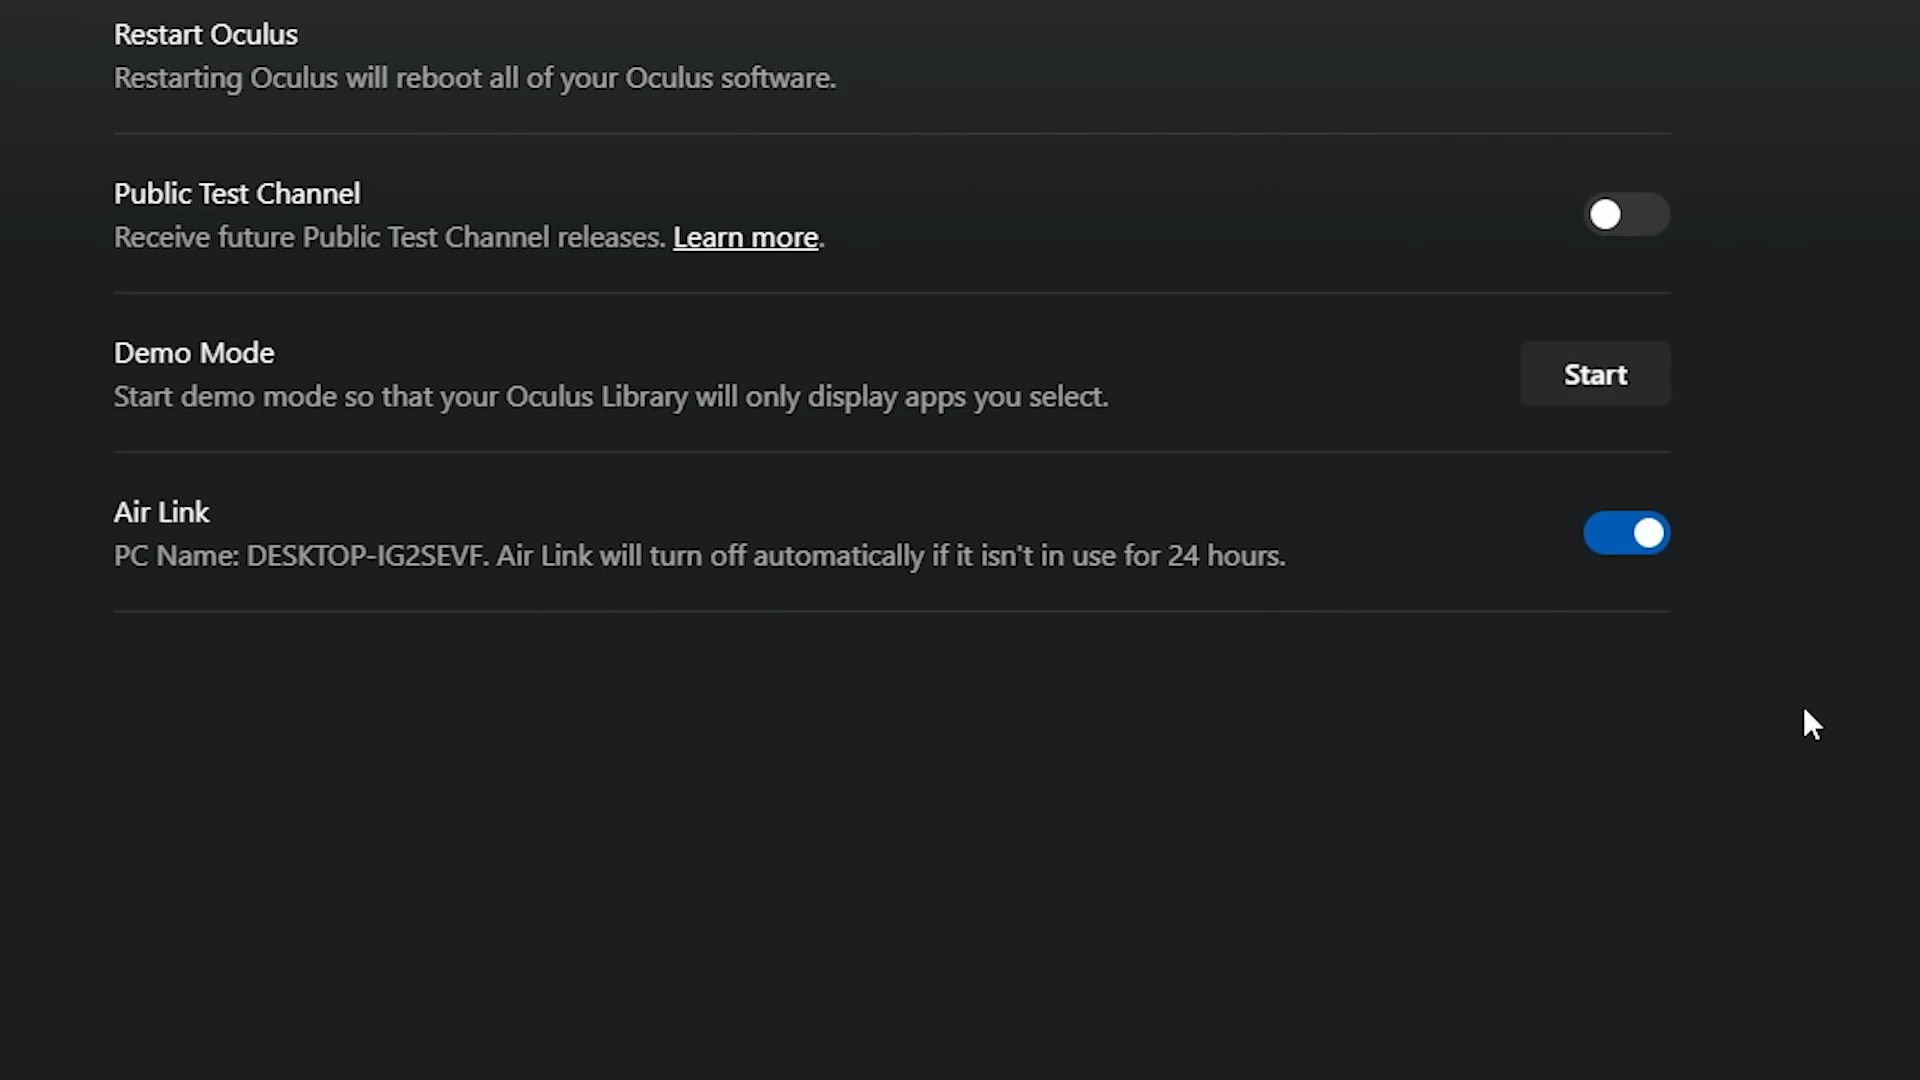 Restart Oculus
Restarting Oculus will reboot all of your Oculus software.
Public Test Channel
Receive future Public Test Channel releases. Learn more.
Demo Mode
Start demo mode so that your Oculus Library will only display apps you select.
Start
Air Link
PC Name: DESKTOP-IG2SEVF. Air Link will turn off automatically if it isn't in use for 24 hours.